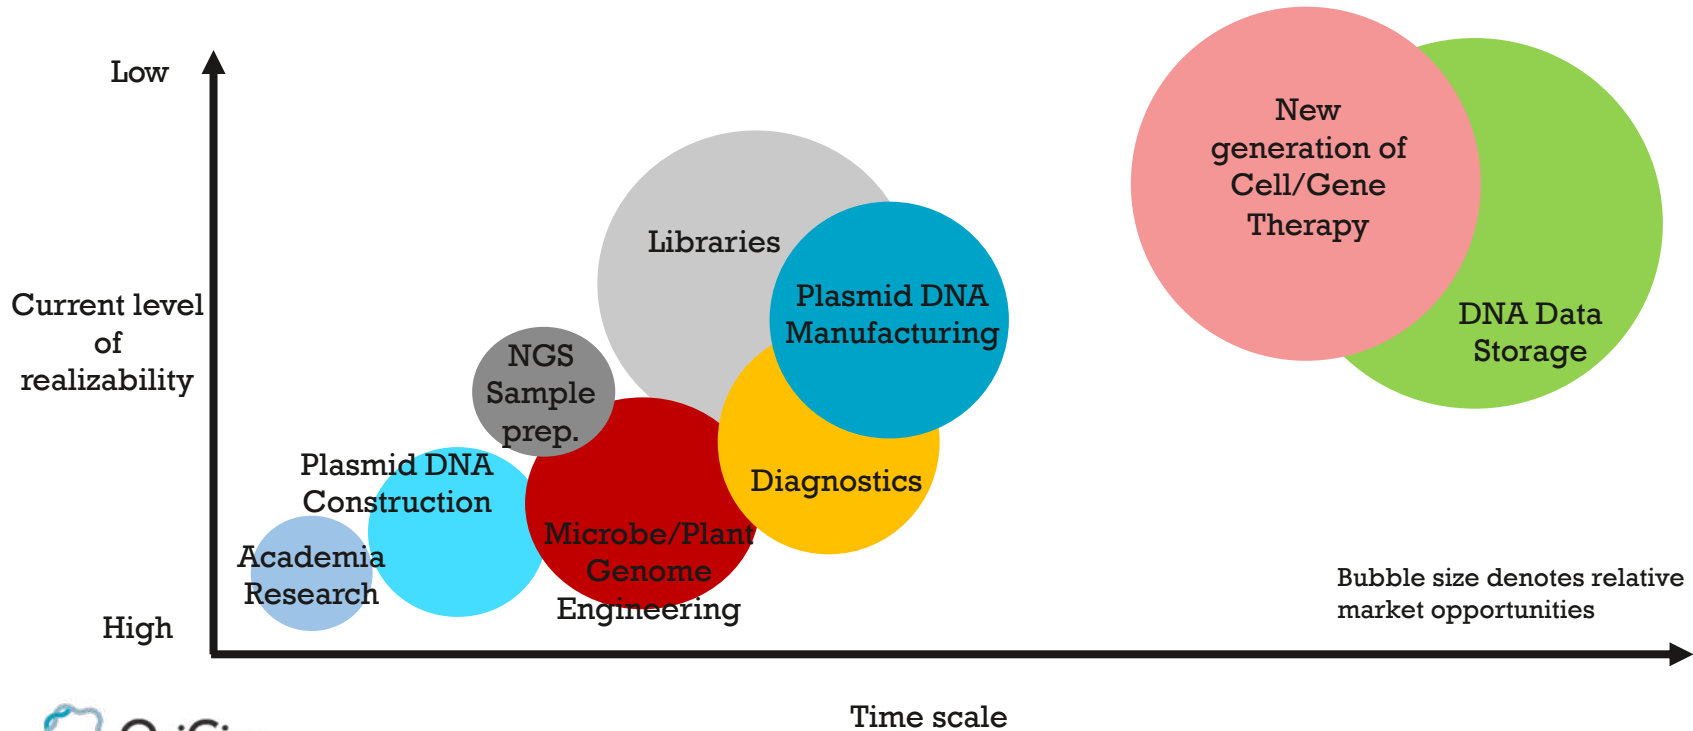 Low
Current level
of
realizability
High
New
generation of
Cell/Gene
Therapy
DNA Data
Storage
Libraries
Plasmid DNA
Manufacturing
NGS
Sample
prep.
Diagnostics
Plasmid DNA
Construction
Microbe/Plant
Genome
Engineering
Academia
Research
Bubble size denotes relative
market opportunities
Time scale